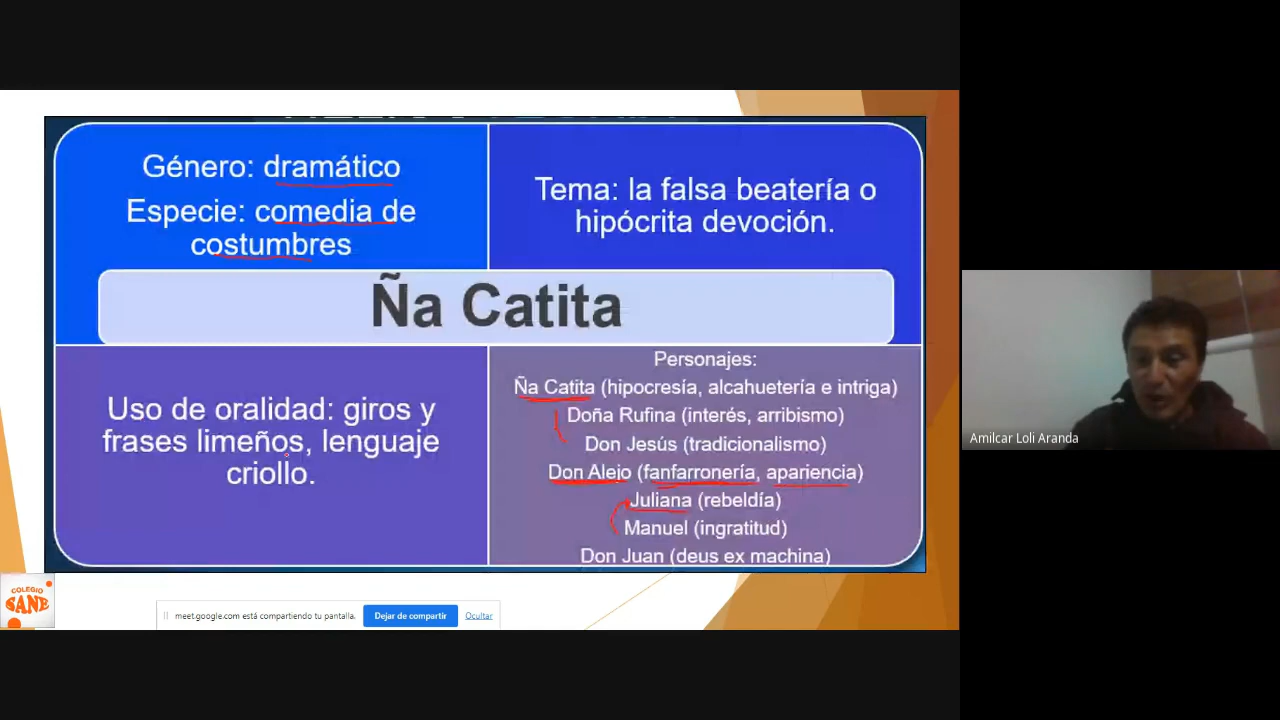 Género: dramático
Especie: comedia de
costumbres
Tema: la falsa beatería o
hipócrita devoción.
Ña Catita
Uso de oralidad: giros y
frases limeños, lenguaje
criollo.
Personajes:
Ña Catita (hipocresía, alcahuetería e intriga)
Doña Rufina (interés, arribismo)
Don Jesús (tradicionalismo)
Don Alejo (fanfarronería, apariencia)
Juliana (rebeldía)
Manuel (ingratitud)
Don Juan (deus ex machina)
COLEGIO
SANE
meet.google.com está compartiendo tu pantalla.
Dejar de compartir
Ocultar
Amilcar Loli Aranda